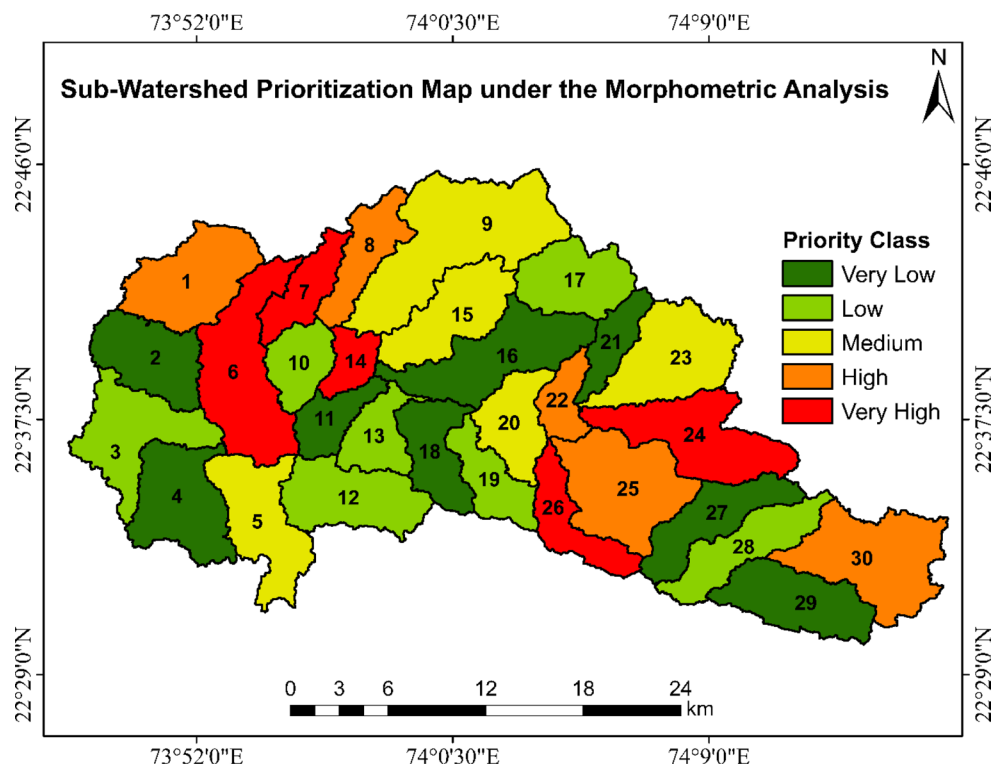 73°52'0"E 74°0'30"E 74°9'0"E
Sub-Watershed Prioritization Map under the Morphometric Analysis
N
22°46'0"N 22°46'0"N
9
8
17
1
7
15
Priority Class
Very Low
Low
Medium
High
Very High
21
16
23
2
14
10
6
22
20
11
13
24
22°37'30"N 22°37'30"N
3
18
19
25
4
12
26
27
5
28
30
29
22°29'0"N 22°29'0"N
0 3 6 12 18 24
km
73°52'0"E 74°0'30"E 74°9'0"E